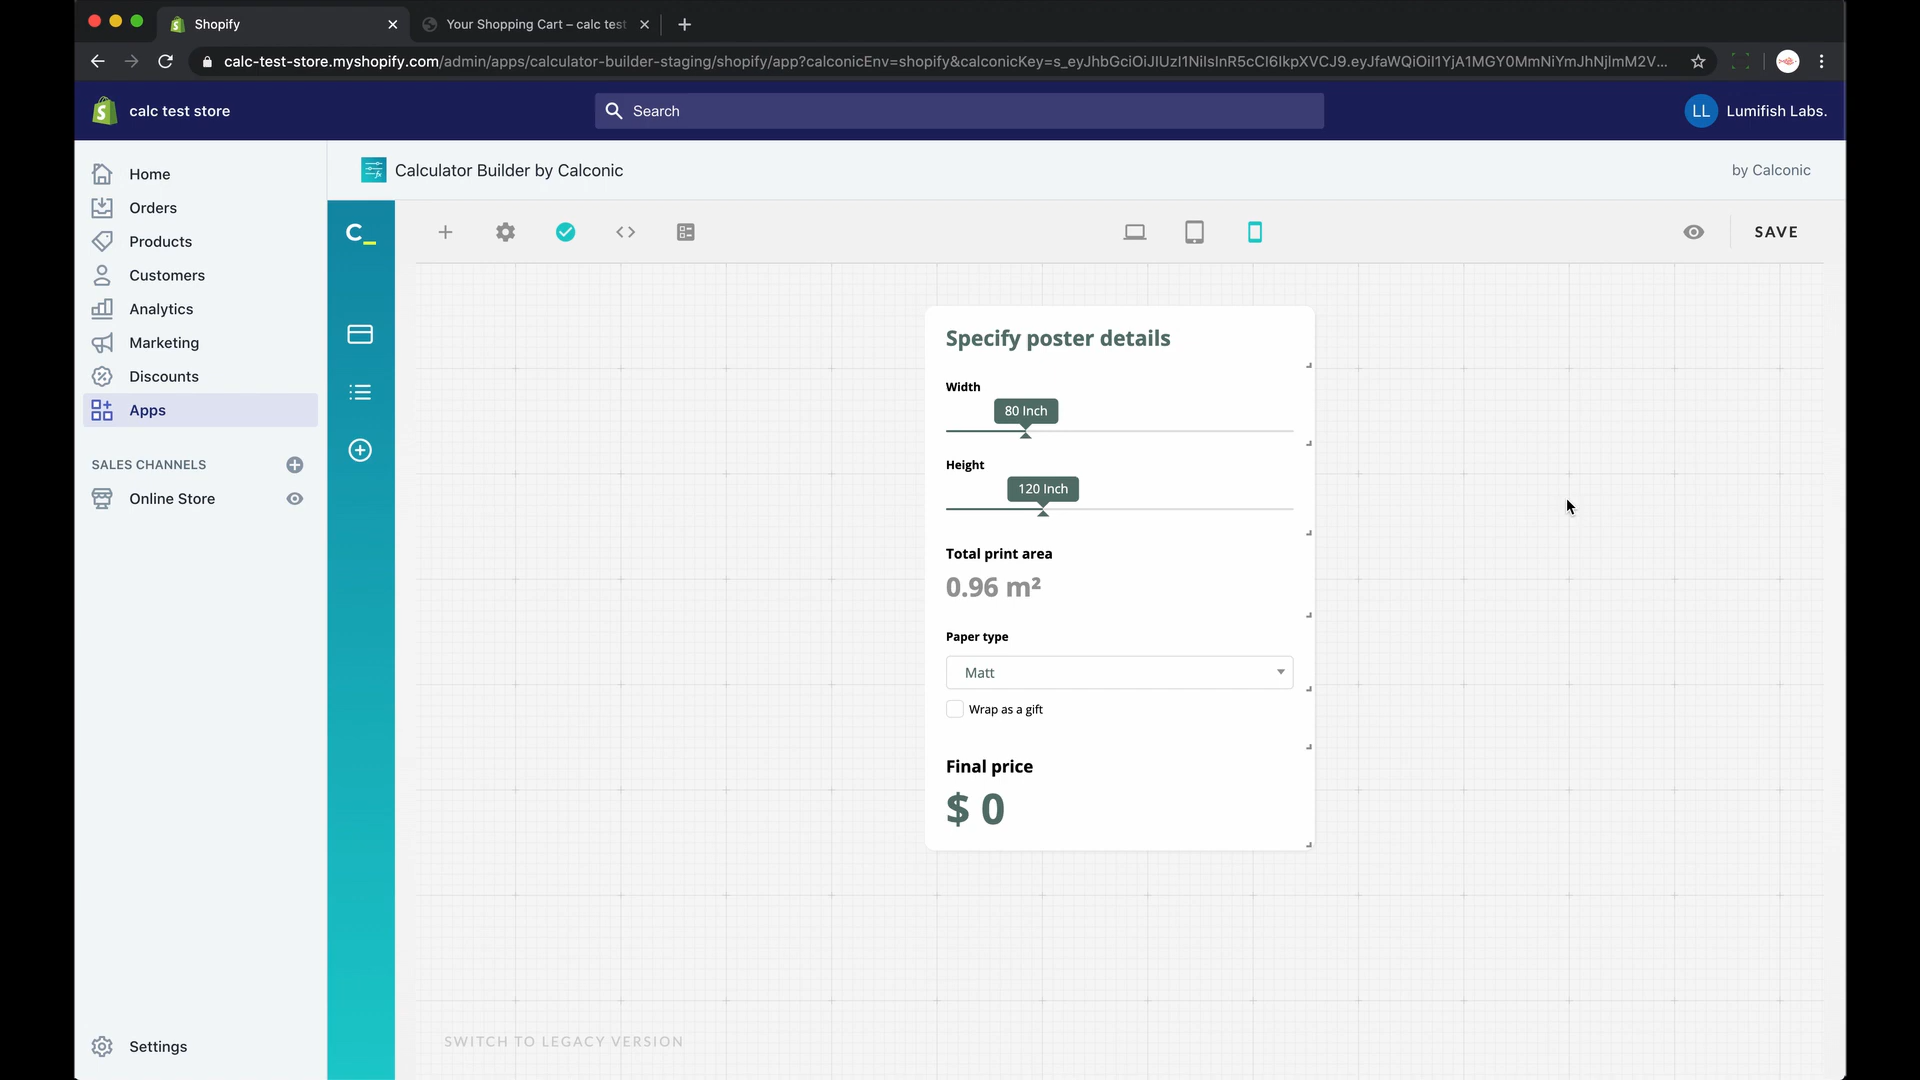 Shopify
Your Shopping Cart – calc test
calc-test-store.myshopify.com/admin/apps/calculator-builder-staging/shopify/app?calconicEnv=shopify&calconicKey=s_eyJhbGciOiJIUzI1NiIsInR5cCI6IkpXVCJ9.eyJfaWQiOiI1YjA1MGY0MmNiYmJhNjlmM2V...
calc test store
Search
LL
Lumifish Labs.
Home
Orders
Products
Customers
Analytics
Marketing
Discounts
Apps
SALES CHANNELS
Online Store
Settings
Calculator Builder by Calconic
by Calconic
C_
SAVE
Specify poster details
Width
80 Inch
Height
120 Inch
Total print area
0.96 m²
Paper type
Matt
Wrap as a gift
Final price
$ 0
SWITCH TO LEGACY VERSION